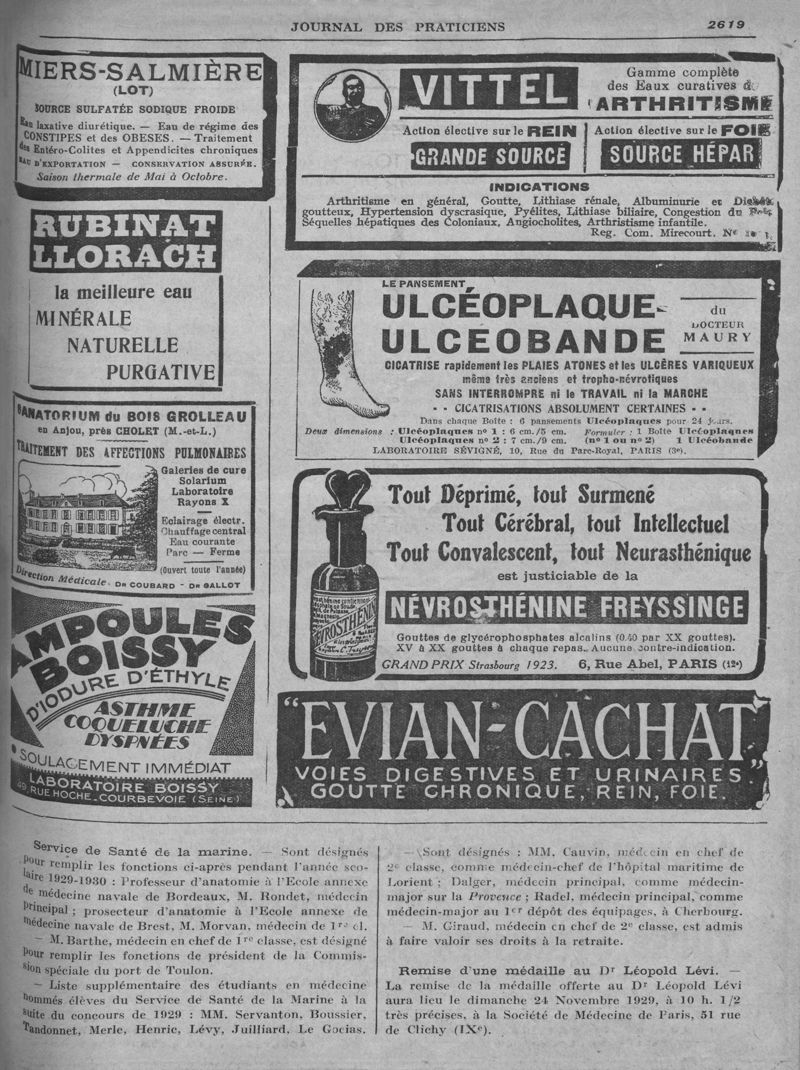 JOURNAL DES PRATICIENS
2619
MIERS-SALMIÈRE
(LOT)
SOURCE SULFATÉE SODIQUE FROIDE
Eau laxative diurétique. — Eau de régime des
CONSTIPES et des OBESES. — Traitement
des Entéro-Colites et Appendicites chroniques
EAU D'EXPORTATION — CONSERVATION ASSURÉE.
Saison thermale de Mai à Octobre.
RUBINAT
LLORACH
la meilleure eau
MINÉRALE
NATURELLE
PURGATIVE
SANATORIUM du BOIS GROLLEAU
en Anjou, près CHOLET (M.-et-L.)
TRAITEMENT DES AFFECTIONS PULMONAIRES
Galeries de cure
Solarium
Laboratoire
Rayons X
Eclairage électr.
Chauffage central
Eau courante
Parc — Ferme
(Ouvert toute l'année)
Direction Médicale. DR COUBARD - DR GALLOT
AMPOULES
BOISSY
D'IODURE D'ÉTHYLE
ASTHME
COQUELUCHE
DYSPNÉES
SOULAGEMENT IMMÉDIAT
LABORATOIRE BOISSY
49, RUE HOCHE_COURBEVOIE (SEINE)
VITTEL
Gamme complète
des Eaux curatives
ARTHRITISME
Action élective sur le REIN
GRANDE SOURCE
Action élective sur le FOIE
SOURCE HÉPAR
INDICATIONS
Arthritisme en général, Goutte, Lithiase rénale, Albuminurie et
goutteux, Hypertension dyscrasique, Pyélites, Lithiase biliaire, Congestion du
Séquelles hépatiques des Coloniaux, Angiocholites, Arthristisme infantile.
Reg. Com. Mirecourt.
LE PANSEMENT
ULCÉOPLAQUE-
ULCEOBANDE
du
DOCTEUR
MAURY
CICATRISE rapidement les PLAIES ATONES et les ULCÈRES VARIQUEUX
même très anciens et tropho-névrotiques
SANS INTERROMPRE ni le TRAVAIL ni la MARCHE
- - CICATRISATIONS ABSOLUMENT CERTAINES - -
Dans chaque Boîte : 6 pansements Ulcéoplaques pour 24 jours.
Deux dimensions : Ulcéoplaques no 1 : 6 cm./5 cm. Formuler : 1 Boîte Ulcéoplaques
Ulcéoplaques no 2 : 7 cm./9 cm. (no 1 ou no 2) 1 Ulcéobande
LABORATOIRE SÉVIGNÉ, 10, Rue du Parc-Royal, PARIS (3e).
Tout Déprimé, tout Surmené
Tout Cérébral, tout Intellectuel
Tout Convalescent, tout Neurasthénique
est justiciable de la
NÉVROSTHÉNINE FREYSSINGE
Gouttes de glycérophosphates alcalins (0.40 par XX gouttes).
XV à XX gouttes à chaque repas. Aucune contre-indication.
GRAND PRIX Strasbourg 1923. 6, Rue Abel, PARIS (12e)
"EVIAN-CACHAT"
VOIES DIGESTIVES ET URINAIRES.
GOUTTE CHRONIQUE, REIN, FOIE.
Service de Santé de la marine. — Sont désignés
pour remplir les fonctions ci-après pendant l'année sco-
laire 1929-1930 : Professeur d'anatomie à l'Ecole annexe
de médecine navale de Bordeaux, M. Rondet, médecin
principal ; prosecteur d'anatomie à l'Ecole annexe de
médecine navale de Brest, M. Morvan, médecin de 1re cl.
— M. Barthe, médecin en chef de 1re classe, est désigné
pour remplir les fonctions de président de la Commis-
sion spéciale du port de Toulon.
— Liste supplémentaire des étudiants en médecine
nommés élèves du Service de Santé de la Marine à la
suite du concours de 1929 : MM. Servanton, Boussier,
Tandonnet, Merle, Henric, Lévy, Juilliard, Le Gocias.
— Sont désignés : MM. Cauvin, médecin en chef de
2e classe, comme médecin-chef de l'hôpital maritime de
Lorient ; Dalger, médecin principal, comme médecin-
major sur la Provence ; Radel, médecin principal, comme
médecin-major au 1er dépôt des équipages, à Cherbourg.
— M. Giraud, médecin en chef de 2e classe, est admis
à faire valoir ses droits à la retraite.
Remise d'une médaille au Dr Léopold Lévi. —
La remise de la médaille offerte au Dr Léopold Lévi
aura lieu le dimanche 24 Novembre 1929, à 10 h. 1/2
très précises, à la Société de Médecine de Paris, 51 rue
de Clichy (IXe).